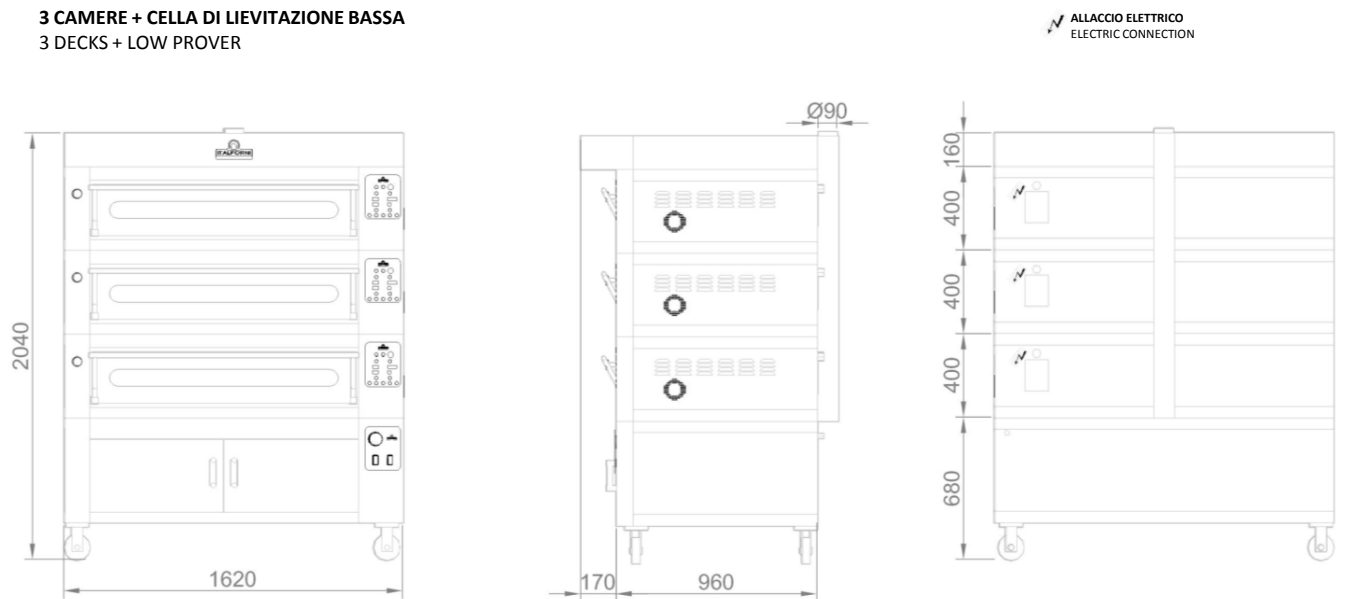 3 CAMERE + CELLA DI LIEVITAZIONE BASSA
3 DECKS + LOW PROVER
ALLACCIO ELETTRICO
ELECTRIC CONNECTION
ITALFORNI
2040
1620
Ø90
170
960
160
400
400
400
680